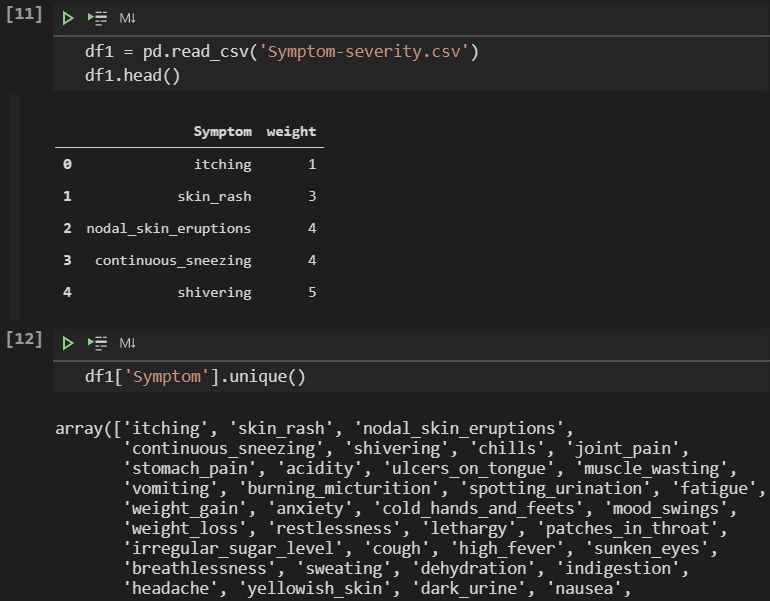 [11]
M↓
df1 = pd.read_csv('Symptom-severity.csv')
df1.head()
Symptom weight
0 itching 1
1 skin_rash 3
2 nodal_skin_eruptions 4
3 continuous_sneezing 4
4 shivering 5
[12]
M↓
df1['Symptom'].unique()
array(['itching', 'skin_rash', 'nodal_skin_eruptions',
'continuous_sneezing', 'shivering', 'chills', 'joint_pain',
'stomach_pain', 'acidity', 'ulcers_on_tongue', 'muscle_wasting',
'vomiting', 'burning_micturition', 'spotting_urination', 'fatigue',
'weight_gain', 'anxiety', 'cold_hands_and_feets', 'mood_swings',
'weight_loss', 'restlessness', 'lethargy', 'patches_in_throat',
'irregular_sugar_level', 'cough', 'high_fever', 'sunken_eyes',
'breathlessness', 'sweating', 'dehydration', 'indigestion',
'headache', 'yellowish_skin', 'dark_urine', 'nausea',